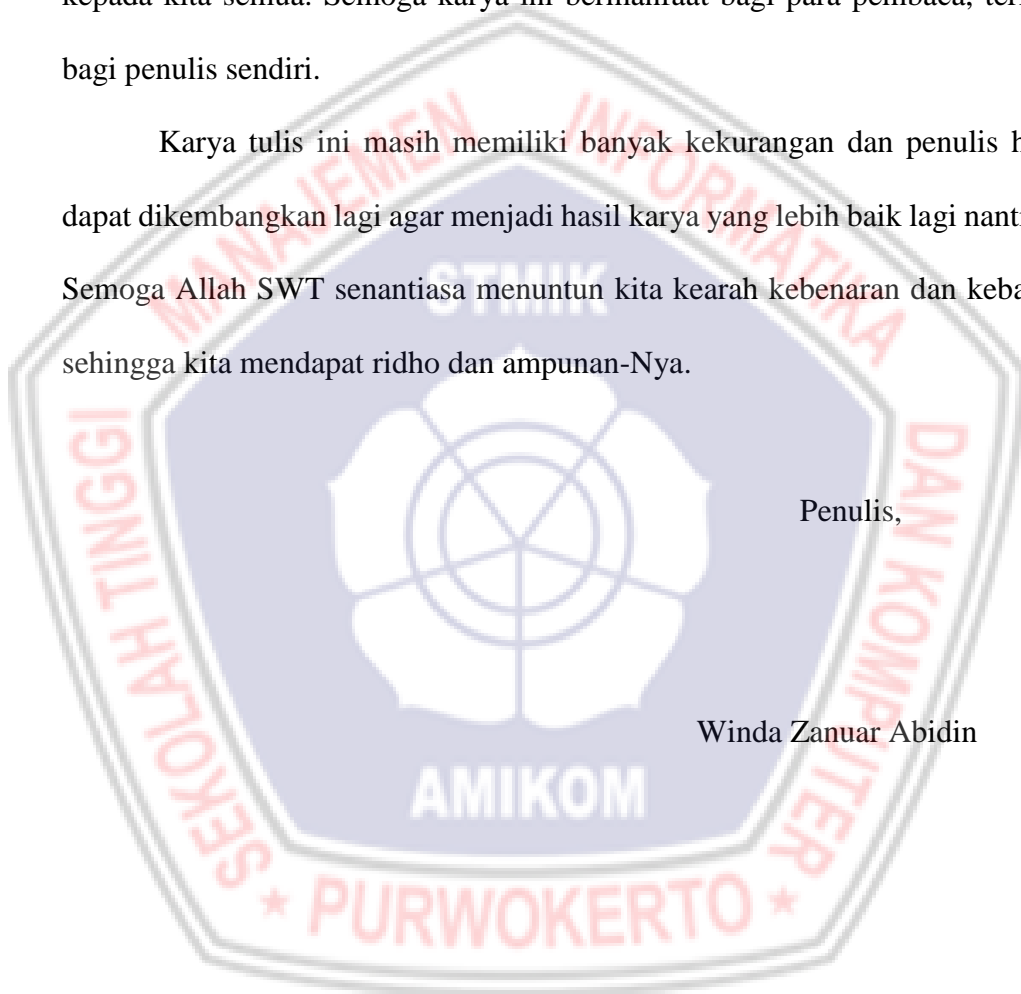 kepada kita semua. Semoga karya ini bermanfaat bagi para pembaca,
bagi penulis sendiri.
Karya tulis ini masih memiliki banyak kekurangan dan penulis
dapat dikembangkan lagi agar menjadi hasil karya yang lebih baik lagi
Semoga Allah SWT senantiasa menuntun kita kearah kebenaran dan
sehingga kita mendapat ridho dan ampunan-Nya.
Penulis,
Winda Zanuar Abidin
SEKOLAH TINGGI MANAJEMEN INFORMATIKA DAN KOMPUTER
STMIK
AMIKOM
★ PURWOKERTO ★